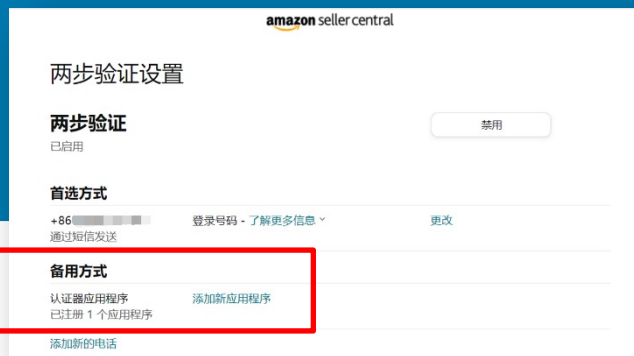 amazon seller central
两步验证设置
两步验证
禁用
已启用
首选方式
+86
登录号码 - 了解更多信息
更改
通过短信发送
备用方式
认证器应用程序
添加新应用程序
已注册 1 个应用程序
添加新的电话